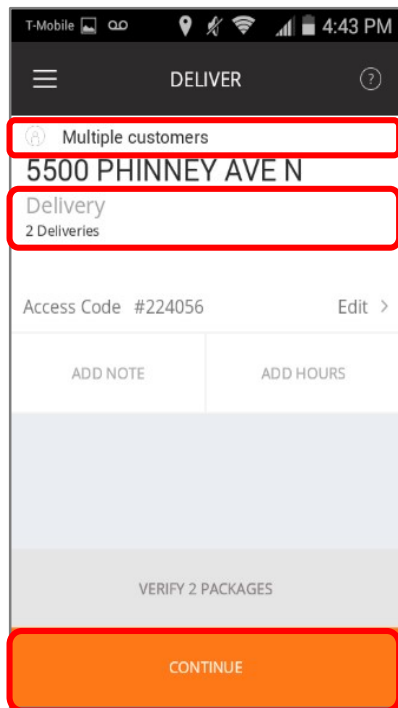 T-Mobile 4:43 PM
DELIVER ?
Multiple customers
5500 PHINNEY AVE N
Delivery
2 Deliveries
Access Code #224056 Edit >
ADD NOTE ADD HOURS
VERIFY 2 PACKAGES
CONTINUE